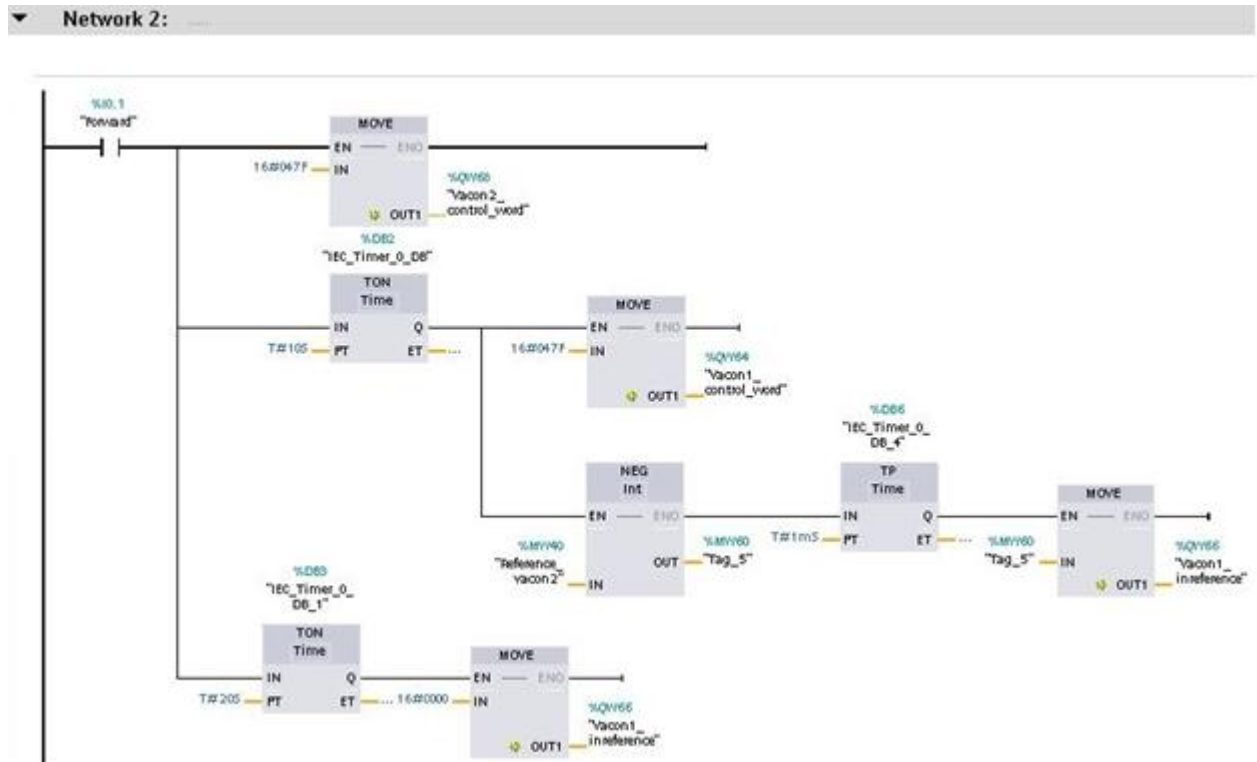 Network 2:
%I0.1
"Forward"
MOVE
EN
ENO
16#047F
IN
%QW68
"Vacon2_
control_word"
OUT1
%DB2
"IEC_Timer_0_DB"
TON
Time
IN
Q
T#10S
PT
ET
...
MOVE
EN
ENO
16#047F
IN
%QW64
"Vacon1_
control_word"
OUT1
NEG
Int
EN
ENO
%MW40
"Reference_
vacon2"
IN
OUT
%MW60
"Tag_5"
%DB6
"IEC_Timer_0_
DB_4"
TP
Time
IN
Q
T#1mS
PT
ET
...
MOVE
EN
ENO
%MW60
"Tag_5"
IN
OUT1
%QW66
"Vacon1_
inreference"
%DB3
"IEC_Timer_0_
DB_1"
TON
Time
IN
Q
T#20S
PT
ET
...
MOVE
EN
ENO
16#0000
IN
OUT1
%QW66
"Vacon1_
inreference"